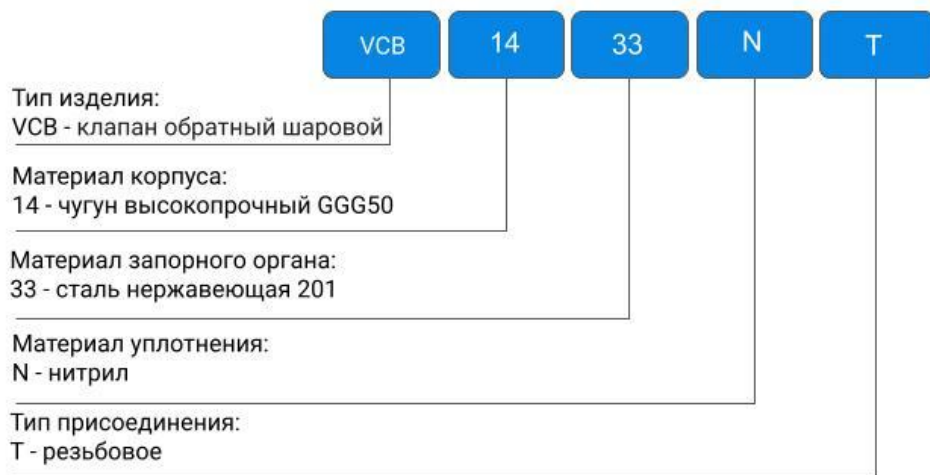 VCB 14 33 N T
Тип изделия:
VCB - клапан обратный шаровой
Материал корпуса:
14 - чугун высокопрочный GGG50
Материал запорного органа:
33 - сталь нержавеющая 201
Материал уплотнения:
N - нитрил
Тип присоединения:
Т - резьбовое